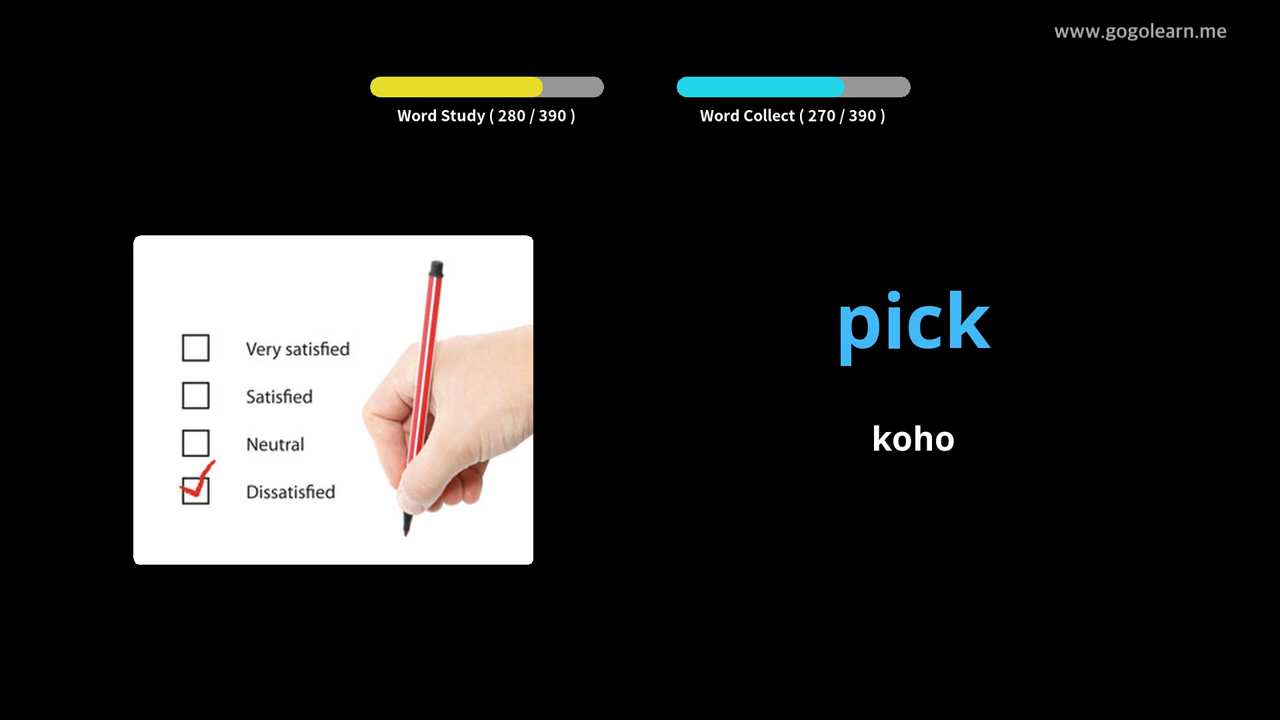 www.gogolearn.me
Word Study ( 280 / 390 )
Word Collect ( 270 / 390 )
Very satisfied
Satisfied
Neutral
Dissatisfied
pick
koho